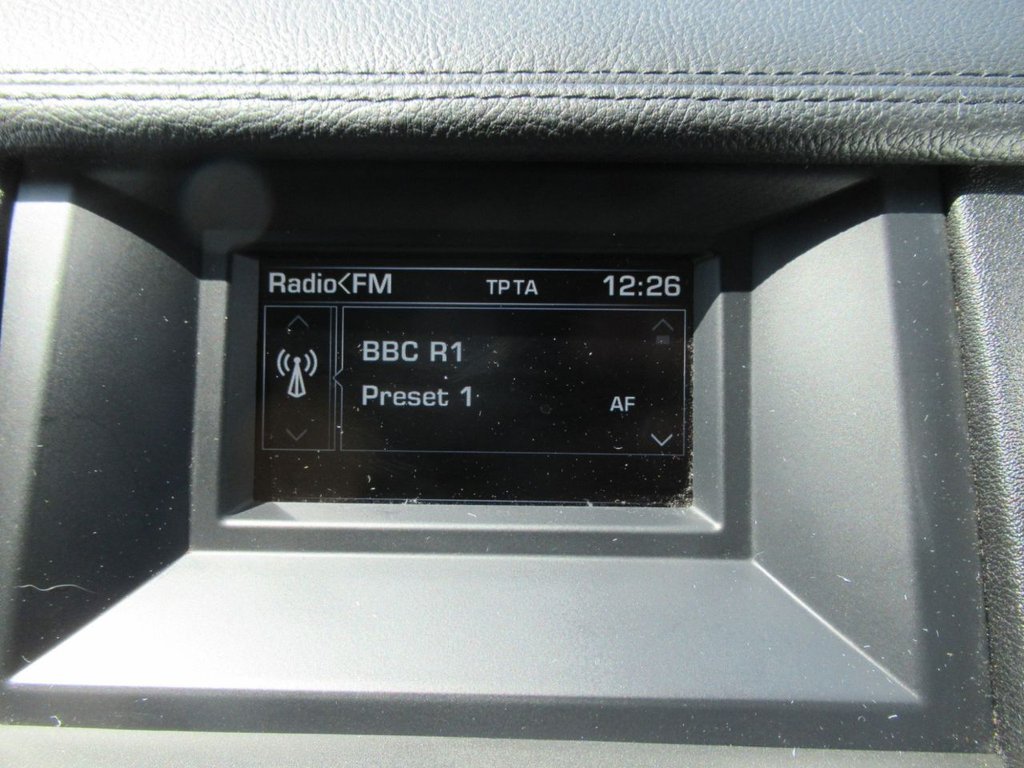 Radio<FM TP TA 12:26
BBC R1
Preset 1 AF